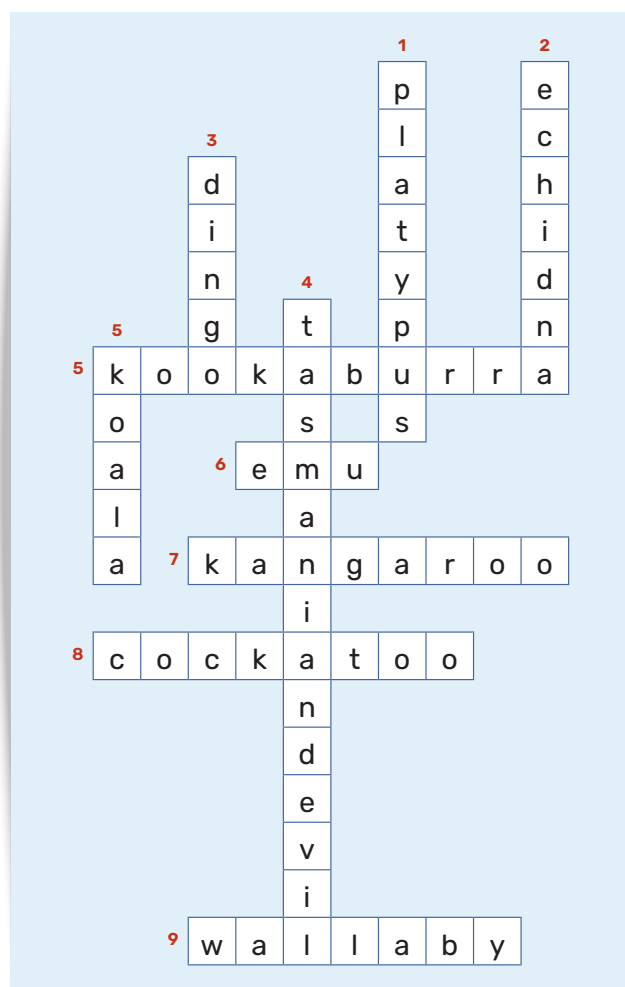 1 2
p e
l c
3 a h
d t i
i y d
n 4 p n
5 g t u a
5 k o o k a b u r r a
o s s
a 6 e m u
l a
a 7 k a n g a r o o
i
8 c o c k a t o o
n
d
e
v
i
9 w a l l a b y